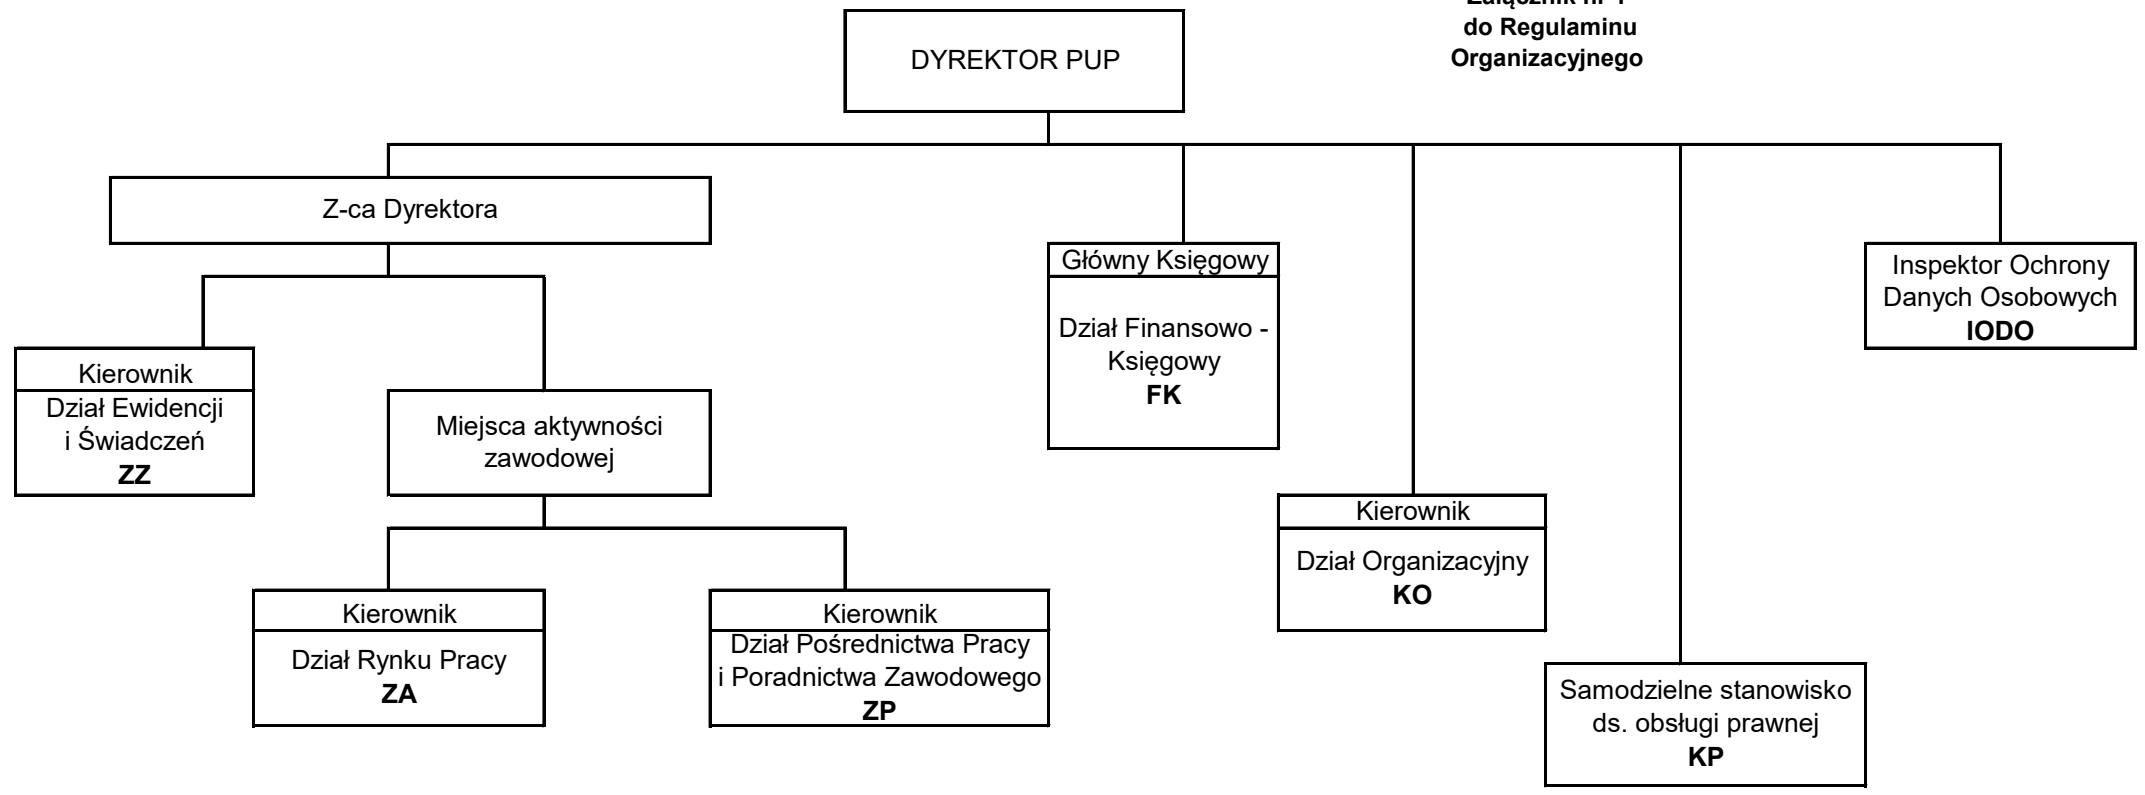 do Regulaminu
Organizacyjnego
DYREKTOR PUP
Z-ca Dyrektora
Główny Księgowy
Dział Finansowo -
Księgowy
FK
Inspektor Ochrony
Danych Osobowych
IODO
Kierownik
Dział Ewidencji
i Świadczeń
ZZ
Miejsca aktywności
zawodowej
Kierownik
Dział Organizacyjny
KO
Kierownik
Dział Rynku Pracy
ZA
Kierownik
Dział Pośrednictwa Pracy
i Poradnictwa Zawodowego
ZP
Samodzielne stanowisko
ds. obsługi prawnej
KP